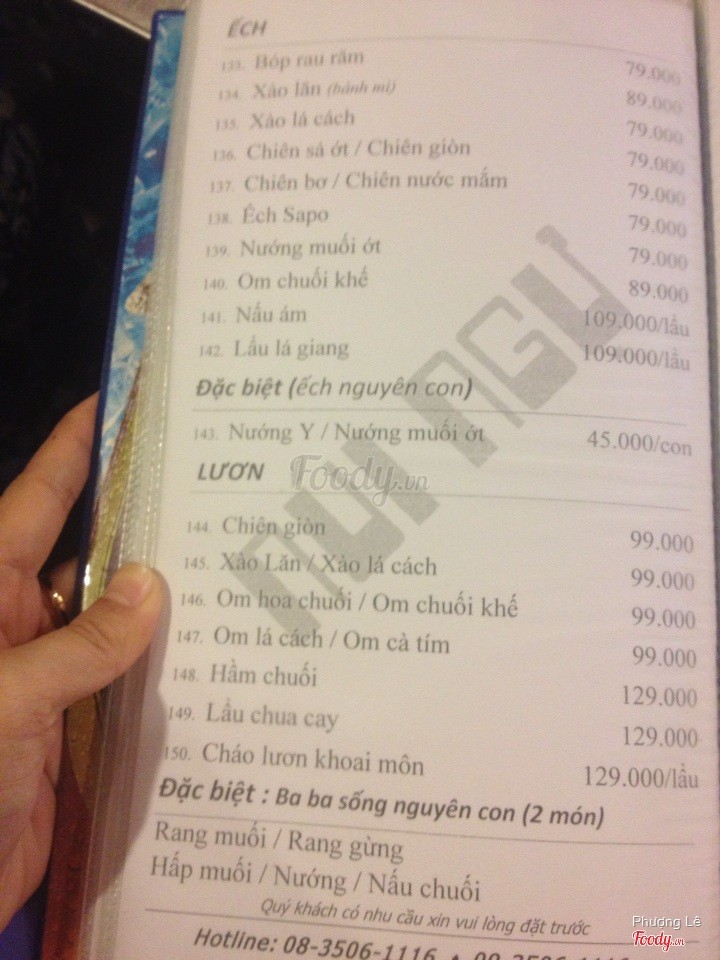 ẾCH
133. Bóp rau răm 79.000
134. Xào lăn (bánh mì) 89.000
135. Xào lá cách 79.000
136. Chiên sả ớt / Chiên giòn 79.000
137. Chiên bơ / Chiên nước mắm 79.000
138. Ếch Sapo 79.000
139. Nướng muối ớt 79.000
140. Om chuối khế 89.000
141. Nấu ám 109.000/lẩu
142. Lẩu lá giang 109.000/lẩu
Đặc biệt (ếch nguyên con)
143. Nướng Y / Nướng muối ớt 45.000/con
LƯƠN
Foody.vn
144. Chiên giòn 99.000
145. Xào Lăn / Xào lá cách 99.000
146. Om hoa chuối / Om chuối khế 99.000
147. Om lá cách / Om cà tím 99.000
148. Hầm chuối 129.000
149. Lẩu chua cay 129.000
150. Cháo lươn khoai môn 129.000/lẩu
Đặc biệt : Ba ba sống nguyên con (2 món)
Rang muối / Rang gừng
Hấp muối / Nướng / Nấu chuối
Quý khách có nhu cầu xin vui lòng đặt trước
Hotline: 08-3506-1116
Phượng Lê
Foody.vn